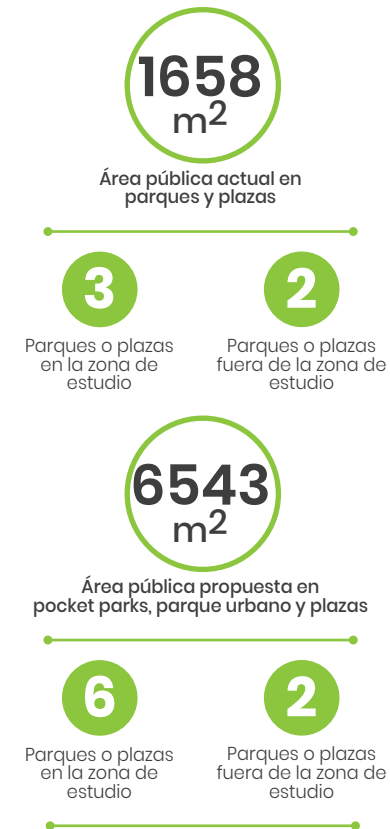 1658
m2
Área pública actual en
parques y plazas
3
Parques o plazas
en la zona de
estudio
2
Parques o plazas
fuera de la zona de
estudio
6543
m2
Área pública propuesta en
pocket parks, parque urbano y plazas
6
Parques o plazas
en la zona de
estudio
2
Parques o plazas
fuera de la zona de
estudio